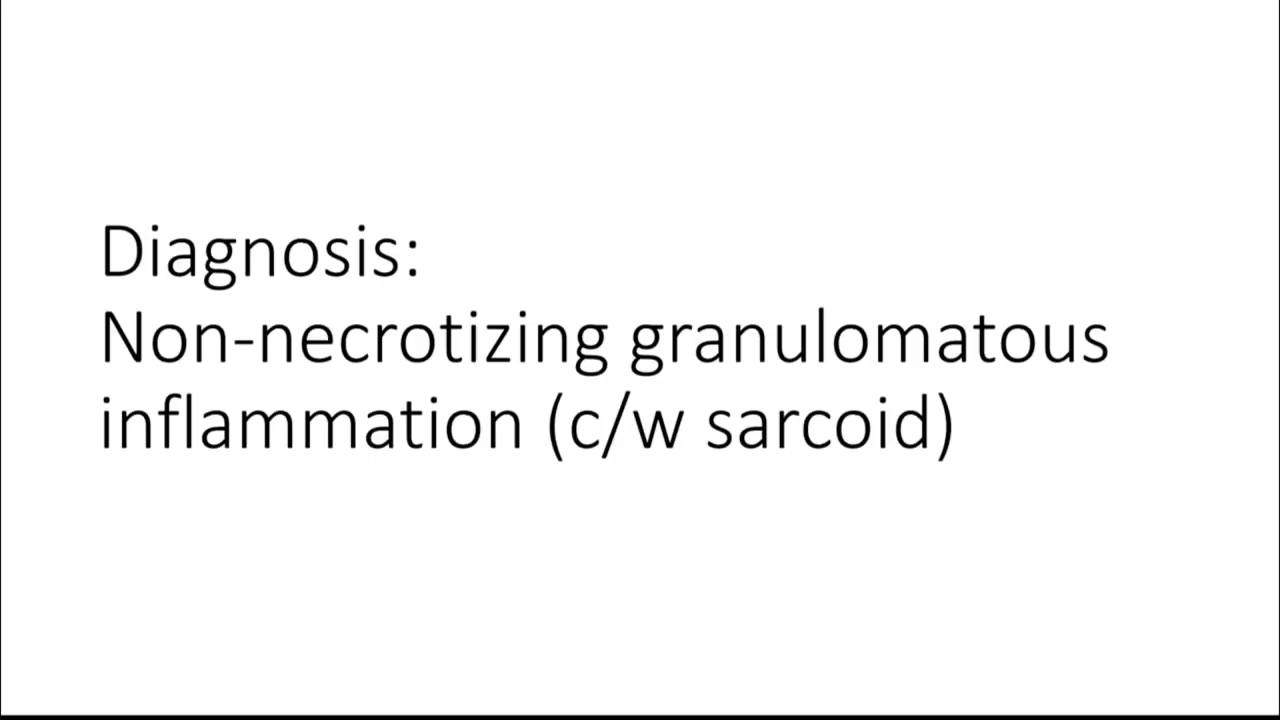 Diagnosis:
Non-necrotizing granulomatous
inflammation (c/w sarcoid)